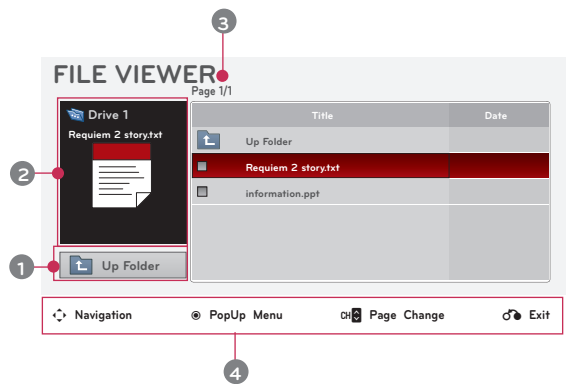 3
FILE VIEWER
Page 1/1
Drive 1
Requiem 2 story.txt
Title Date
Up Folder
Requiem 2 story.txt
information.ppt
2
1
Up Folder
Navigation PopUp Menu CH Page Change Exit
4